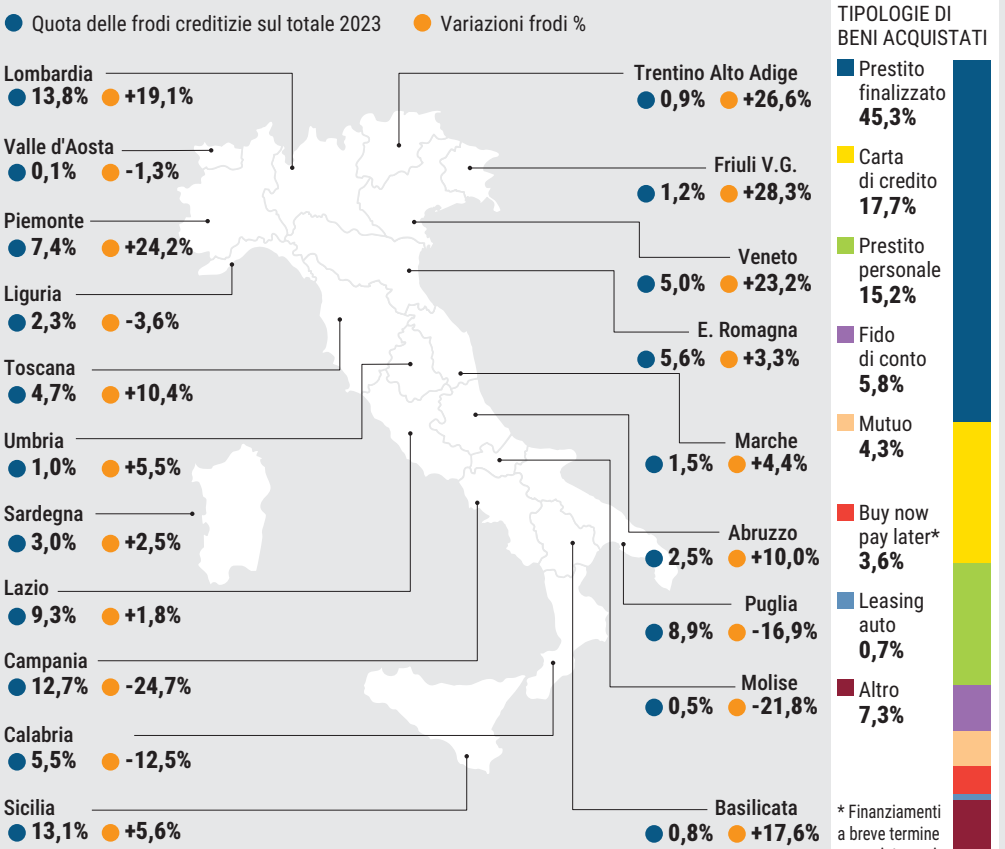 Quota delle frodi creditizie sul totale 2023
Variazioni frodi %
Lombardia
13,8% +19,1%
Valle d'Aosta
0,1% -1,3%
Piemonte
7,4% +24,2%
Liguria
2,3% -3,6%
Toscana
4,7% +10,4%
Umbria
1,0% +5,5%
Sardegna
3,0% +2,5%
Lazio
9,3% +1,8%
Campania
12,7% -24,7%
Calabria
5,5% -12,5%
Sicilia
13,1% +5,6%
Trentino Alto Adige
0,9% +26,6%
Friuli V.G.
1,2% +28,3%
Veneto
5,0% +23,2%
E. Romagna
5,6% +3,3%
Marche
1,5% +4,4%
Abruzzo
2,5% +10,0%
Puglia
8,9% -16,9%
Molise
0,5% -21,8%
Basilicata
0,8% +17,6%
TIPOLOGIE DI
BENI ACQUISTATI
Prestito
finalizzato
45,3%
Carta
di credito
17,7%
Prestito
personale
15,2%
Fido
di conto
5,8%
Mutuo
4,3%
Buy now
pay later*
3,6%
Leasing
auto
0,7%
Altro
7,3%
* Finanziamenti
a breve termine